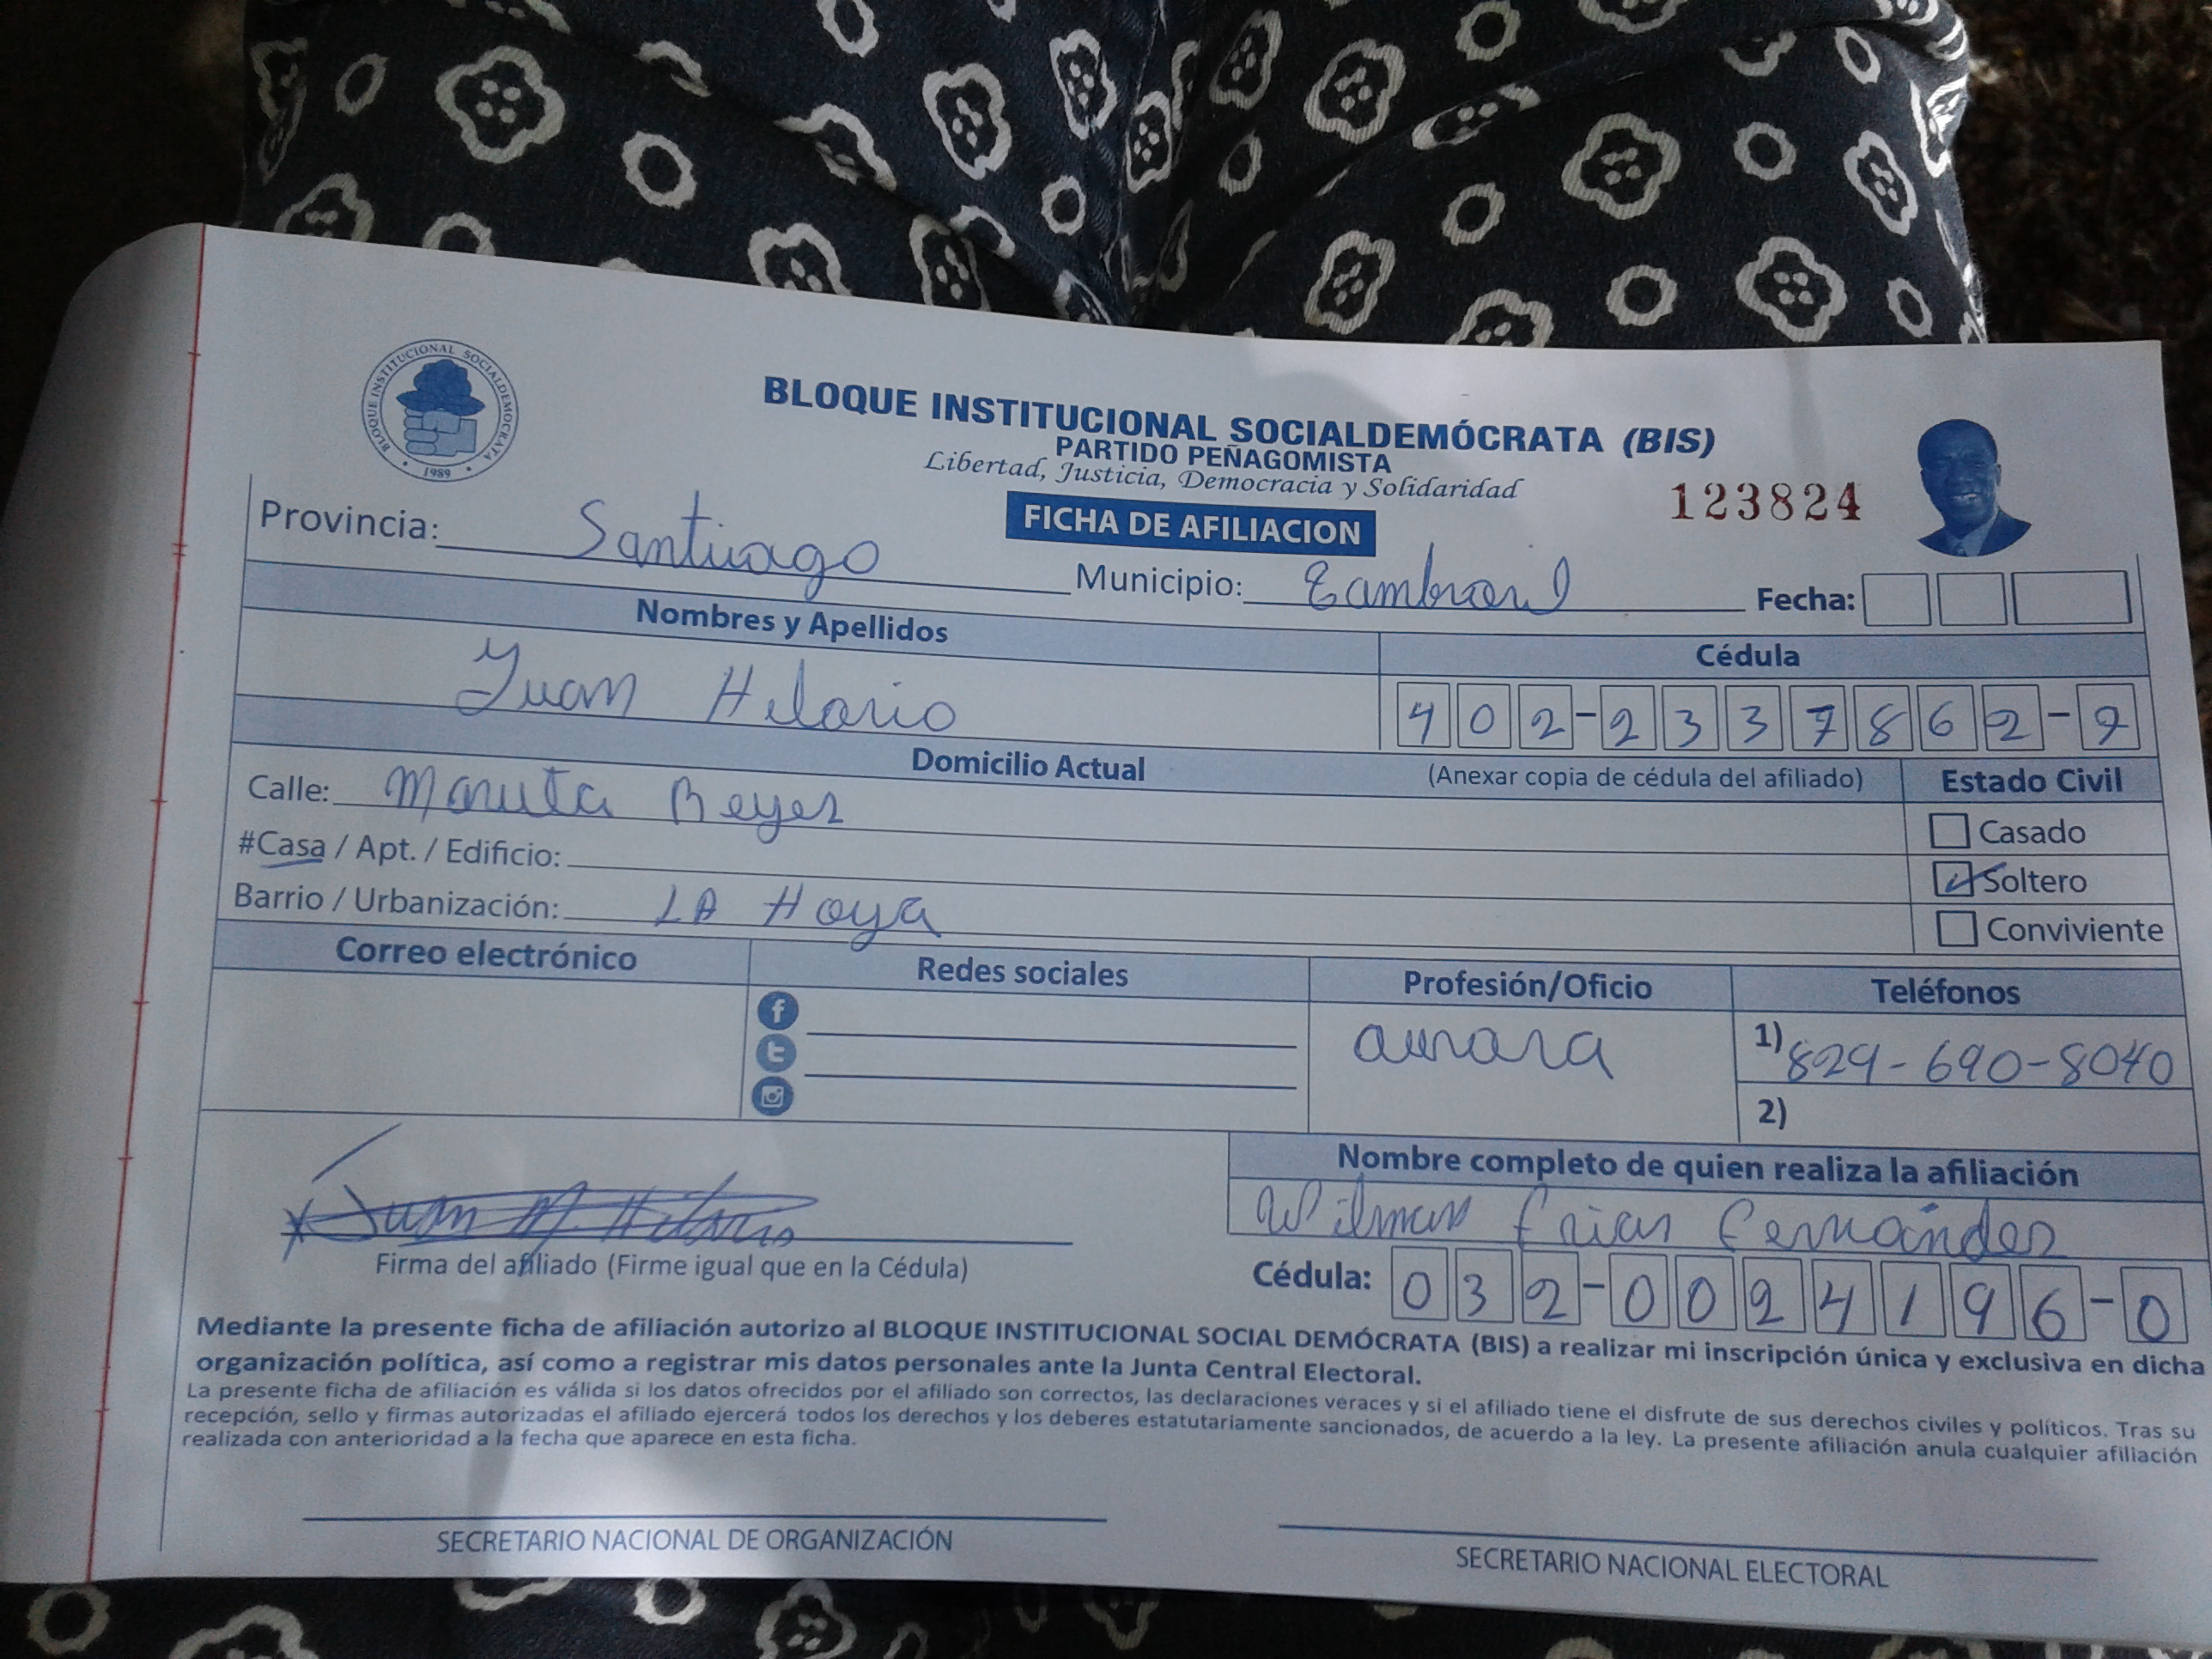 BLOQUE INSTITUCIONAL SOCIALDEMOCRATA
1989
BLOQUE INSTITUCIONAL SOCIALDEMÓCRATA (BIS)
PARTIDO PEÑAGOMISTA
Libertad, Justicia, Democracia y Solidaridad
123824
FICHA DE AFILIACION
Provincia: Santiago Municipio: Fecha:
Nombres y Apellidos Cédula
Juan Hilario 402-2337862-9
Domicilio Actual (Anexar copia de cédula del afiliado) Estado Civil
Calle: Reyes Casado
#Casa / Apt. / Edificio: Soltero
Barrio / Urbanización: LA Hoya Conviviente
Correo electrónico Redes sociales Profesión/Oficio Teléfonos
1) 829-690-8040
2)
Juan M. Hilario
Firma del afiliado (Firme igual que en la Cédula)
Nombre completo de quien realiza la afiliación
Frias Fernández
Cédula: 032-0024196-0
Mediante la presente ficha de afiliación autorizo al BLOQUE INSTITUCIONAL SOCIAL DEMÓCRATA (BIS) a realizar mi inscripción única y exclusiva en dicha
organización política, así como a registrar mis datos personales ante la Junta Central Electoral.
La presente ficha de afiliación es válida si los datos ofrecidos por el afiliado son correctos, las declaraciones veraces y si el afiliado tiene el disfrute de sus derechos civiles y políticos. Tras su
recepción, sello y firmas autorizadas el afiliado ejercerá todos los derechos y los deberes estatutariamente sancionados, de acuerdo a la ley. La presente afiliación anula cualquier afiliación
realizada con anterioridad a la fecha que aparece en esta ficha.
SECRETARIO NACIONAL DE ORGANIZACIÓN
SECRETARIO NACIONAL ELECTORAL